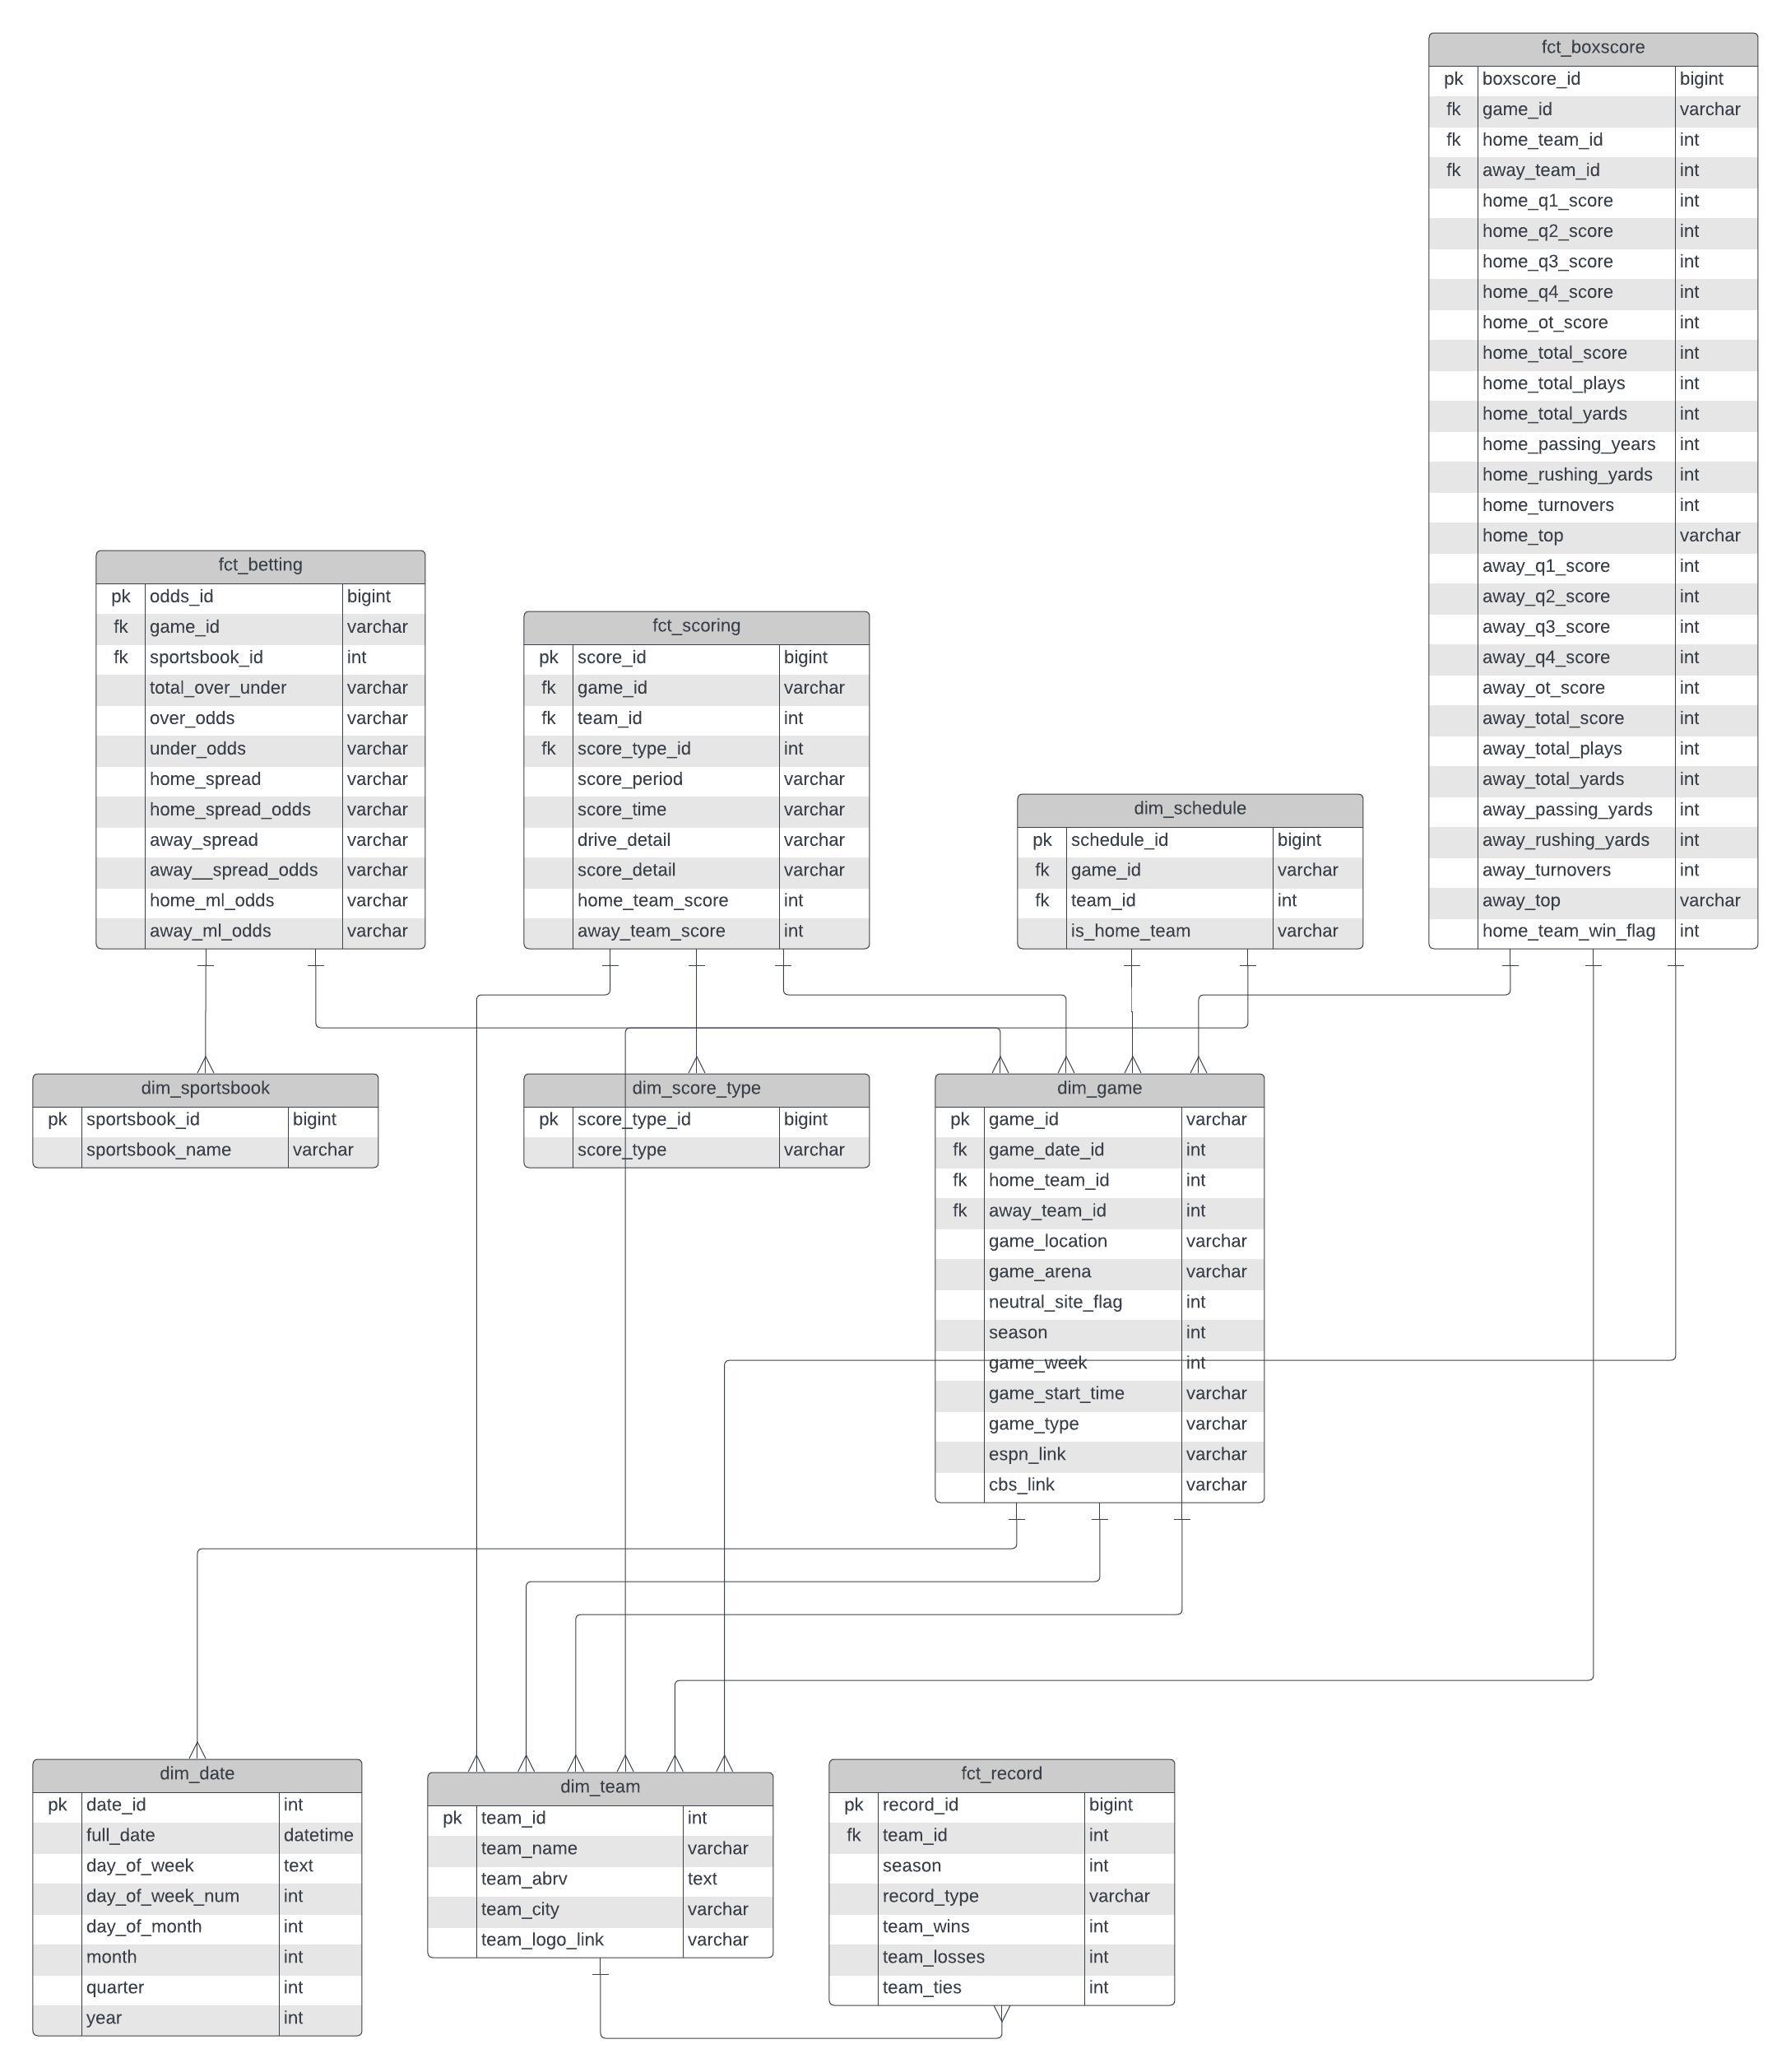 fct_boxscore
pk boxscore_id bigint
fk game_id varchar
fk home_team_id int
fk away_team_id int
home_q1_score int
home_q2_score int
home_q3_score int
home_q4_score int
home_ot_score int
home_total_score int
home_total_plays int
home_total_yards int
home_passing_years int
home_rushing_yards int
home_turnovers int
home_top varchar
away_q1_score int
away_q2_score int
away_q3_score int
away_q4_score int
away_ot_score int
away_total_score int
away_total_plays int
away_total_yards int
away_passing_yards int
away_rushing_yards int
away_turnovers int
away_top varchar
home_team_win_flag int
fct_betting
pk odds_id bigint
fk game_id varchar
fk sportsbook_id int
total_over_under varchar
over_odds varchar
under_odds varchar
home_spread varchar
home_spread_odds varchar
away_spread varchar
away__spread_odds varchar
home_ml_odds varchar
away_ml_odds varchar
fct_scoring
pk score_id bigint
fk game_id varchar
fk team_id int
fk score_type_id int
score_period varchar
score_time varchar
drive_detail varchar
score_detail varchar
home_team_score int
away_team_score int
dim_schedule
pk schedule_id bigint
fk game_id varchar
fk team_id int
is_home_team varchar
dim_sportsbook
pk sportsbook_id bigint
sportsbook_name varchar
dim_score_type
pk score_type_id bigint
score_type varchar
dim_game
pk game_id varchar
fk game_date_id int
fk home_team_id int
fk away_team_id int
game_location varchar
game_arena varchar
neutral_site_flag int
season int
game_week int
game_start_time varchar
game_type varchar
espn_link varchar
cbs_link varchar
dim_date
pk date_id int
full_date datetime
day_of_week text
day_of_week_num int
day_of_month int
month int
quarter int
year int
dim_team
pk team_id int
team_name varchar
team_abrv text
team_city varchar
team_logo_link varchar
fct_record
pk record_id bigint
fk team_id int
season int
record_type varchar
team_wins int
team_losses int
team_ties int